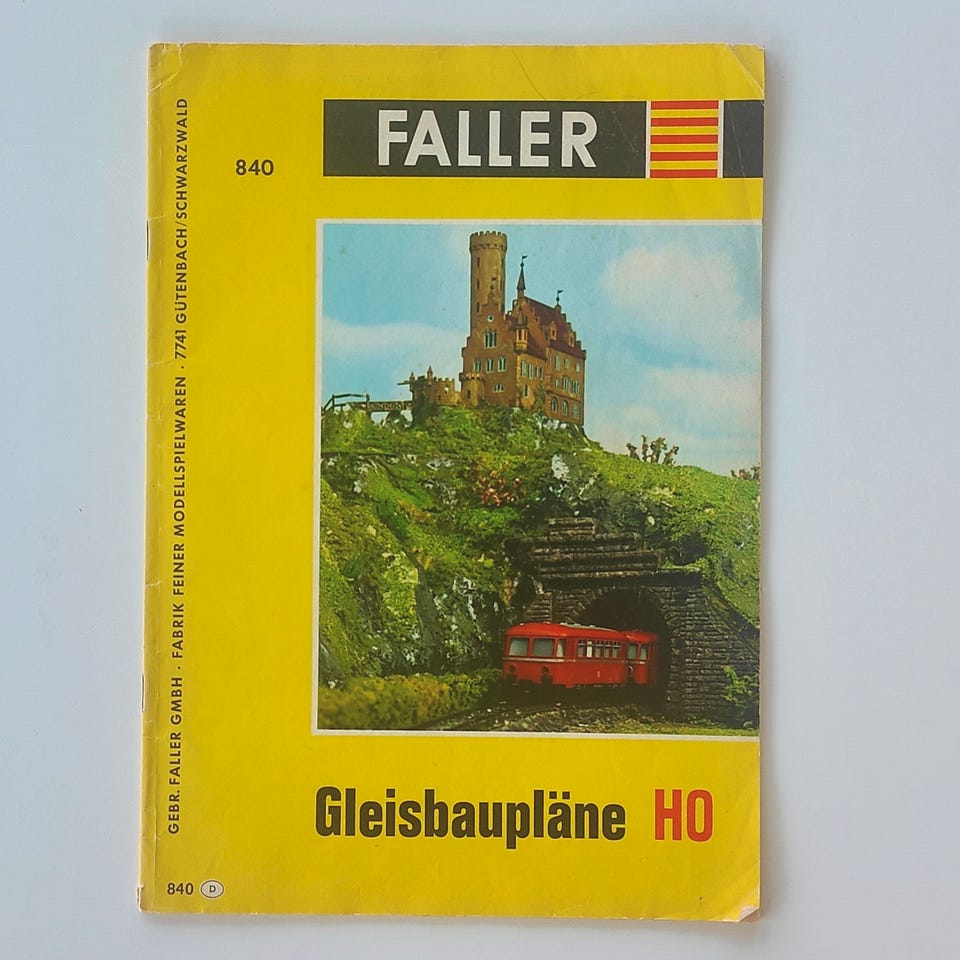 FALLER
840
GEBR. FALLER GMBH · FABRIK FEINER MODELLSPIELWAREN · 7741 GÜTENBACH/SCHWARZWALD
Gleisbaupläne HO
840 D